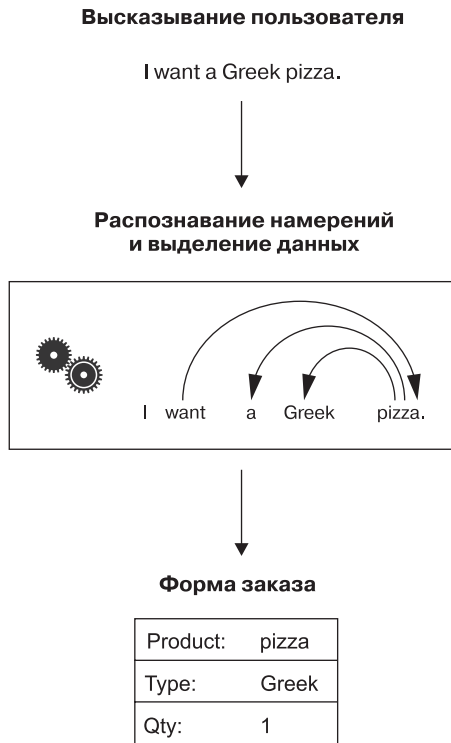 Высказывание пользователя
I want a Greek pizza.
Распознавание намерений
и выделение данных
I want a Greek pizza.
Форма заказа
Product: pizza
Type: Greek
Qty: 1